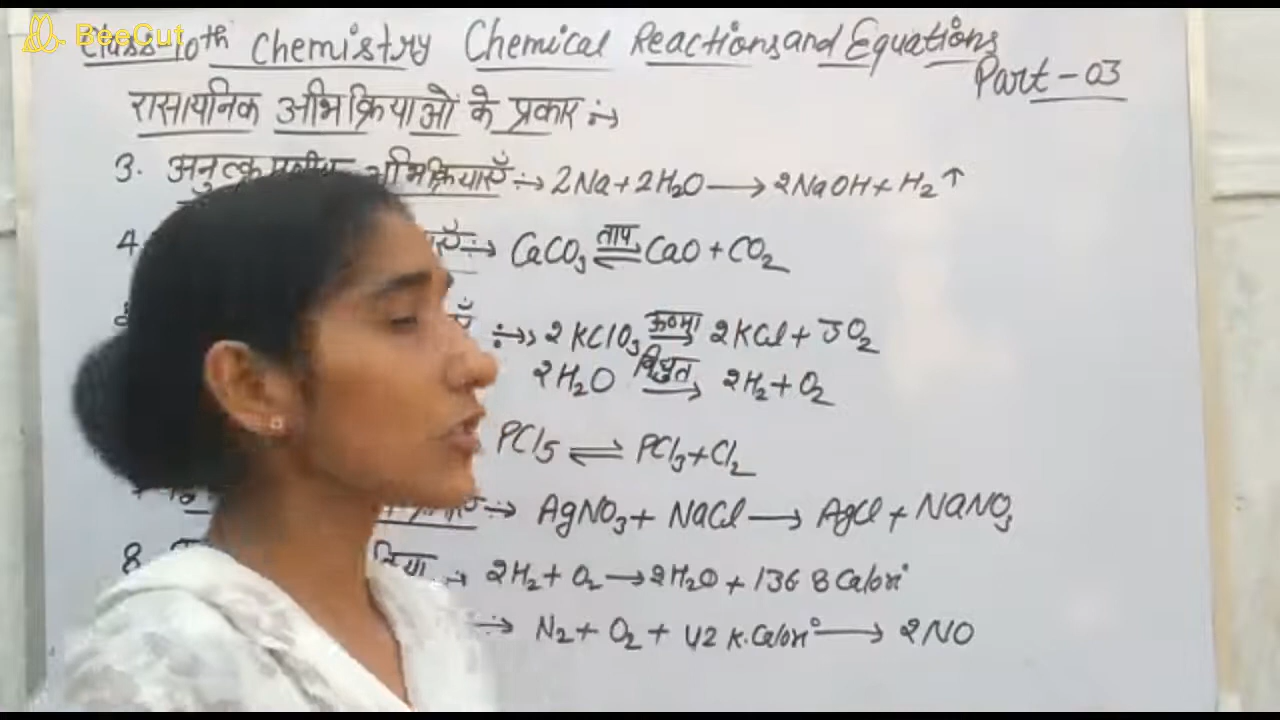 BeeCut
Class-10th Chemistry Chemical Reactions and Equations
Part-03
रासायनिक अभिक्रियाओं के प्रकार :→
3. अभिक्रियाएँ :→ 2Na + 2H₂O ⟶ 2NaOH + H₂↑
4. :→ CaCO₃ ⇌ ताप CaO + CO₂
:→ 2KClO₃ ऊष्मा → 2KCl + 3O₂
2H₂O विधुत → 2H₂ + O₂
PCl5 ⇌ PCl₃ + Cl₂
:→ AgNO₃ + NaCl ⟶ AgCl + NaNO₃
8. :→ 2H₂ + O₂ ⟶ 2H₂O + 136 8 Calori
:→ N₂ + O₂ + 42 K.Calori ⟶ 2NO